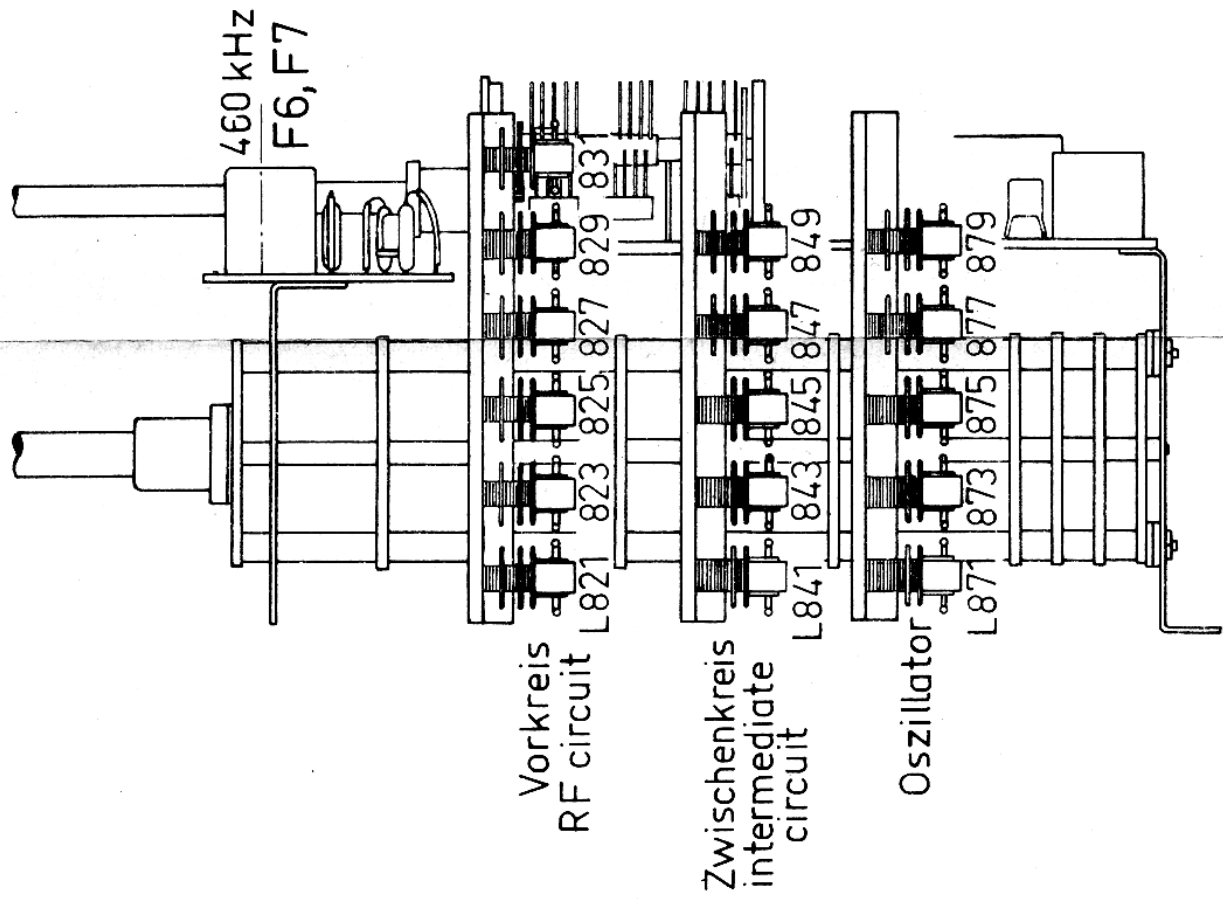 460 kHz
F6, F7
L821 823 825 827 829 83
Vorkreis
RF circuit
L841 843 845 847 849
Zwischenkreis
intermediate
circuit
L871 873 875 877 879
Oszillator